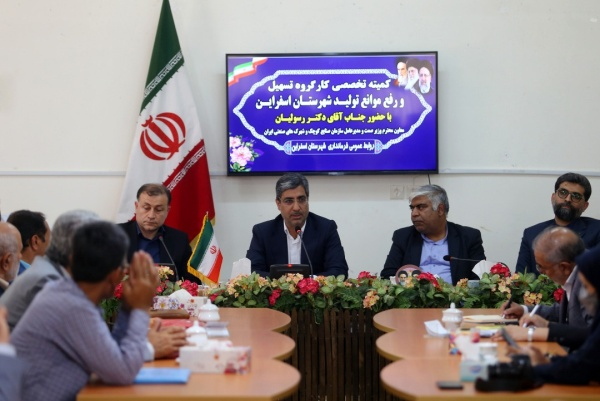 کمیته تخصصی کارگروه تسهیل
و رفع موانع تولید شهرستان اسفراین
با حضور جناب آقای دکتر رسولیان
معاون محترم وزیر صمت و مدیرعامل سازمان صنایع کوچک و شهرک های صنعتی ایران
روابط عمومی فرمانداری شهرستان اسفراین